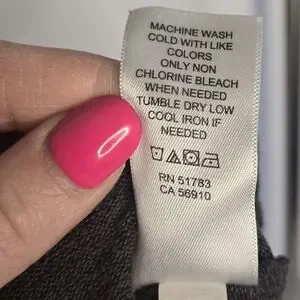 MACHINE WASH
COLD WITH LIKE
COLORS
ONLY NON
CHLORINE BLEACH
WHEN NEEDED
TUMBLE DRY LOW
COOL IRON IF
NEEDED
RN 51783
CA 56910